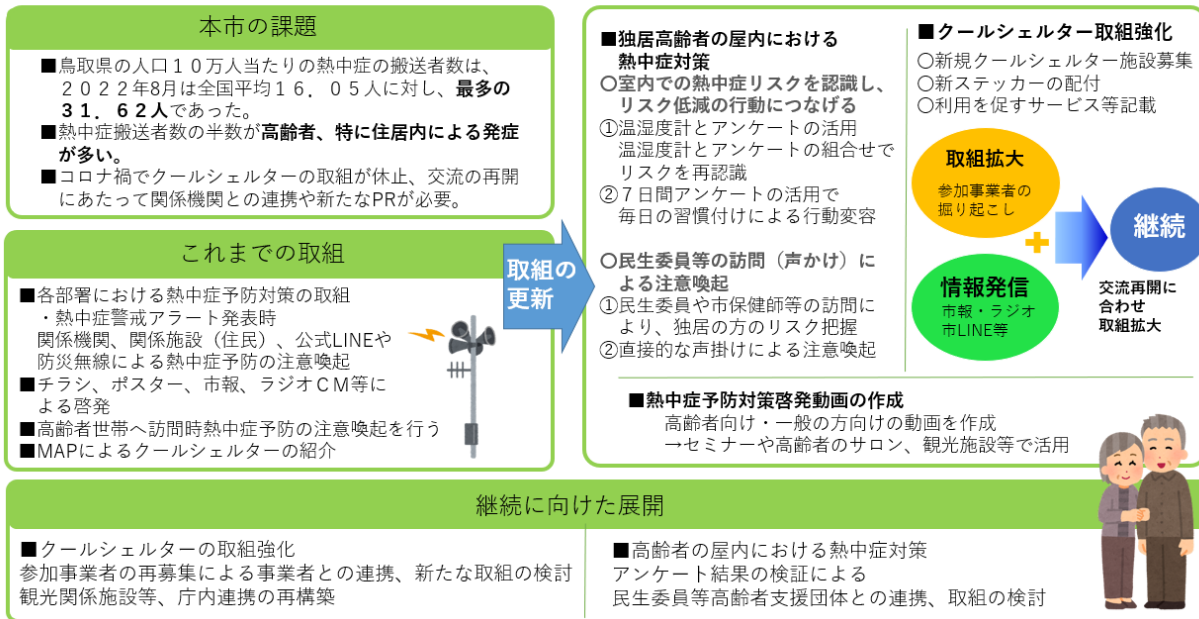 本市の課題
■鳥取県の人口１０万人当たりの熱中症の搬送者数は、
２０２２年8月は全国平均１６．０５人に対し、最多の
３１．６２人であった。
■熱中症搬送者数の半数が高齢者、特に住居内による発症
が多い。
■コロナ禍でクールシェルターの取組が休止、交流の再開
にあたって関係機関との連携や新たなPRが必要。
これまでの取組
■各部署における熱中症予防対策の取組
・熱中症警戒アラート発表時
関係機関、関係施設（住民）、公式LINEや
防災無線による熱中症予防の注意喚起
■チラシ、ポスター、市報、ラジオＣＭ等に
よる啓発
■高齢者世帯へ訪問時熱中症予防の注意喚起を行う
■MAPによるクールシェルターの紹介
取組の
更新
■独居高齢者の屋内における
熱中症対策
〇室内での熱中症リスクを認識し、
リスク低減の行動につなげる
①温湿度計とアンケートの活用
温湿度計とアンケートの組合せで
リスクを再認識
②７日間アンケートの活用で
毎日の習慣付けによる行動変容
〇民生委員等の訪問（声かけ）に
よる注意喚起
①民生委員や市保健師等の訪問に
より、独居の方のリスク把握
②直接的な声掛けによる注意喚起
■クールシェルター取組強化
〇新規クールシェルター施設募集
〇新ステッカーの配付
〇利用を促すサービス等記載
取組拡大
参加事業者の
掘り起こし
情報発信
市報・ラジオ
市LINE等
継続
交流再開に
合わせ
取組拡大
■熱中症予防対策啓発動画の作成
高齢者向け・一般の方向けの動画を作成
→セミナーや高齢者のサロン、観光施設等で活用
継続に向けた展開
■クールシェルターの取組強化
参加事業者の再募集による事業者との連携、新たな取組の検討
観光関係施設等、庁内連携の再構築
■高齢者の屋内における熱中症対策
アンケート結果の検証による
民生委員等高齢者支援団体との連携、取組の検討